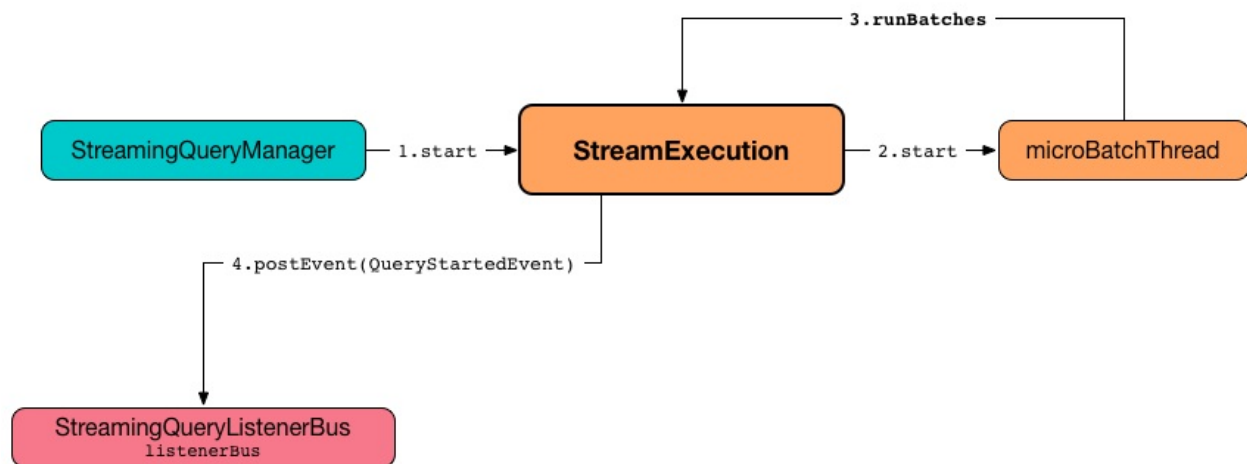 3.runBatches
StreamingQueryManager
1.start
StreamExecution
2.start
microBatchThread
4.postEvent(QueryStartedEvent)
StreamingQueryListenerBus
listenerBus